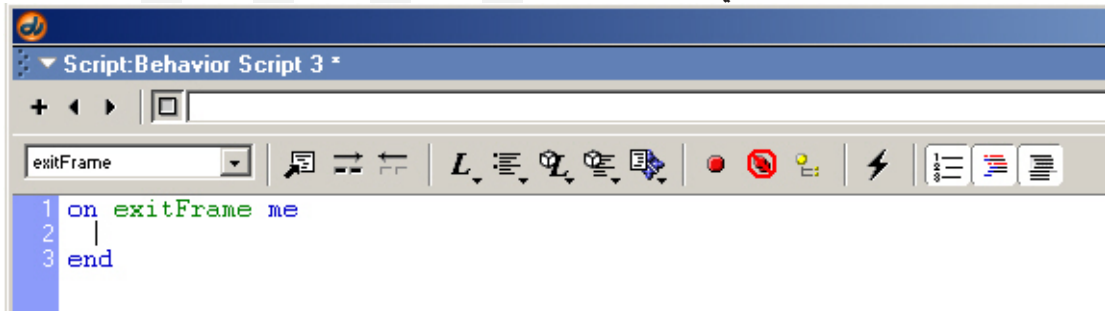 Script:Behavior Script 3 *
exitFrame
1 on exitFrame me
2
3 end